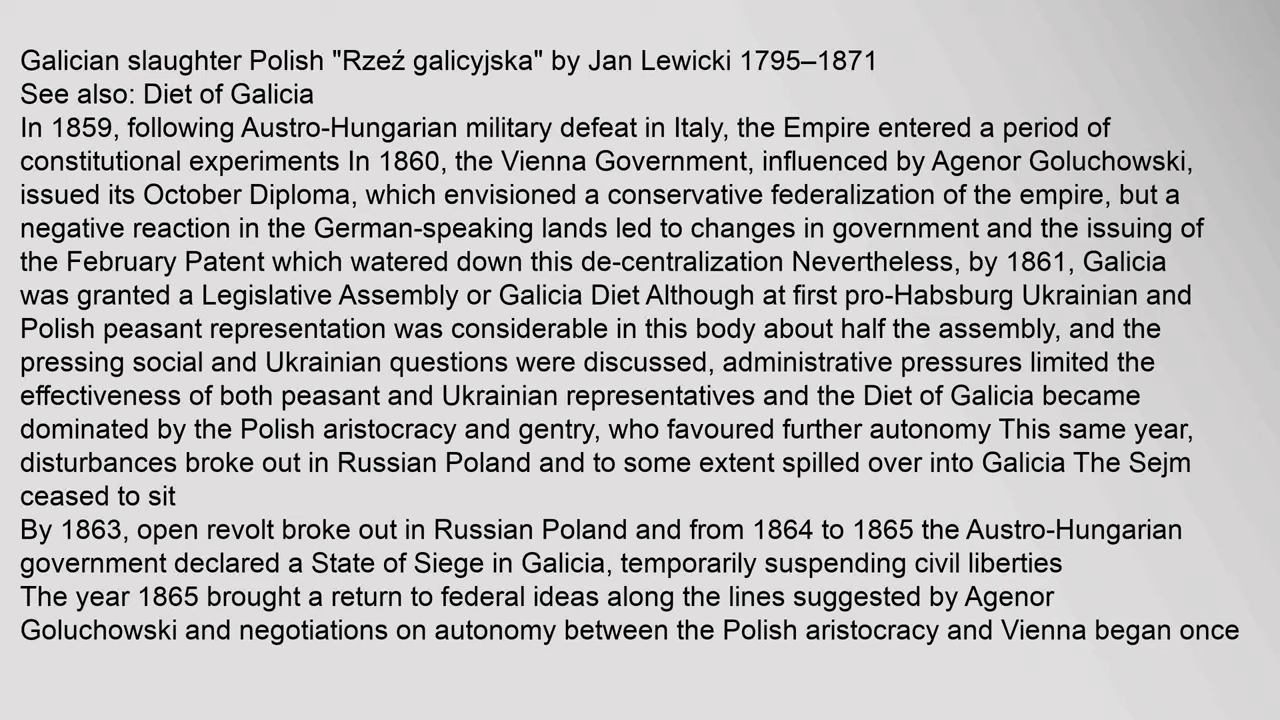 Galician slaughter Polish "Rzeź galicyjska" by Jan Lewicki 1795–1871
See also: Diet of Galicia
In 1859, following Austro-Hungarian military defeat in Italy, the Empire entered a period of
constitutional experiments In 1860, the Vienna Government, influenced by Agenor Goluchowski,
issued its October Diploma, which envisioned a conservative federalization of the empire, but a
negative reaction in the German-speaking lands led to changes in government and the issuing of
the February Patent which watered down this de-centralization Nevertheless, by 1861, Galicia
was granted a Legislative Assembly or Galicia Diet Although at first pro-Habsburg Ukrainian and
Polish peasant representation was considerable in this body about half the assembly, and the
pressing social and Ukrainian questions were discussed, administrative pressures limited the
effectiveness of both peasant and Ukrainian representatives and the Diet of Galicia became
dominated by the Polish aristocracy and gentry, who favoured further autonomy This same year,
disturbances broke out in Russian Poland and to some extent spilled over into Galicia The Sejm
ceased to sit
By 1863, open revolt broke out in Russian Poland and from 1864 to 1865 the Austro-Hungarian
government declared a State of Siege in Galicia, temporarily suspending civil liberties
The year 1865 brought a return to federal ideas along the lines suggested by Agenor
Goluchowski and negotiations on autonomy between the Polish aristocracy and Vienna began once